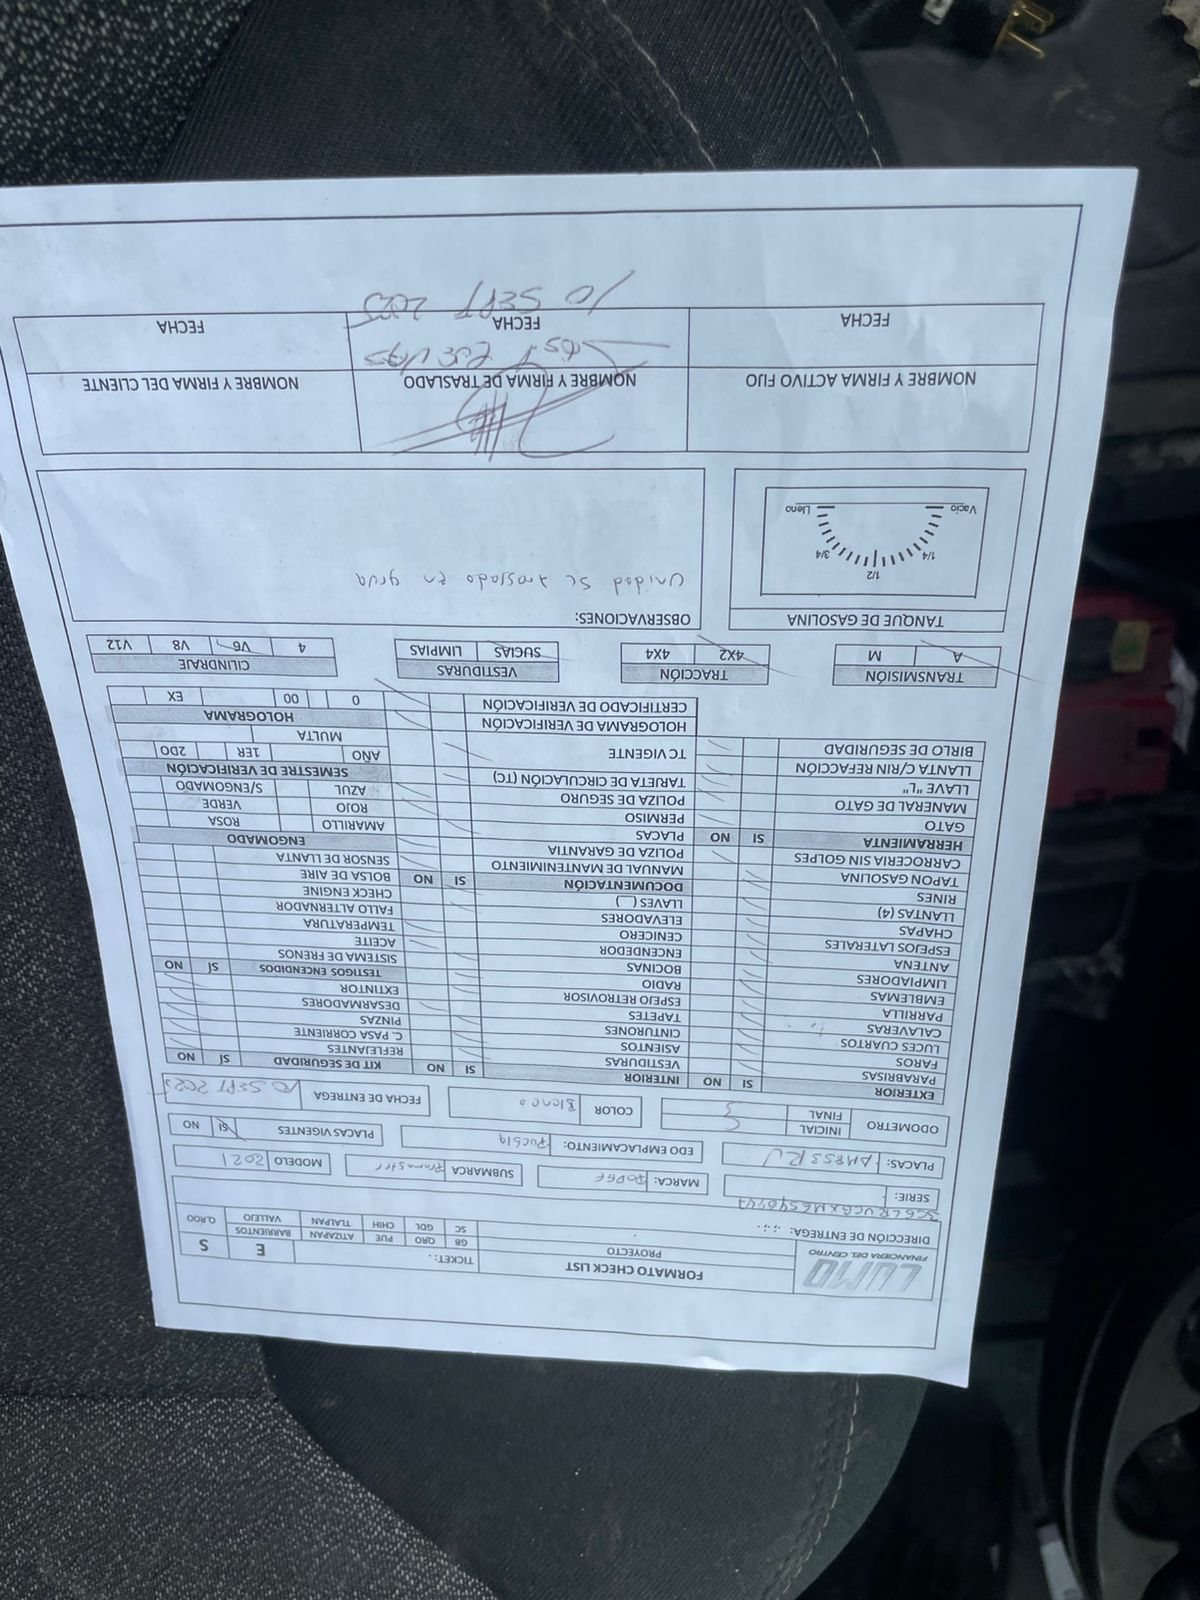 LUMO
FINANCIERA DEL CENTRO
FORMATO CHECK LIST
PROYECTO
TICKET:
E
S
GB QRO PUE ATIZAPAN BARRIENTOS
SC GDL CHIH TLALPAN VALLEJO Q.ROO
DIRECCIÓN DE ENTREGA:
SERIE:
MARCA: DODGE
SUBMARCA Promaster
MODELO 2021
PLACAS:
EDO EMPLACAMIENTO: Puebla
PLACAS VIGENTES SI NO
ODOMETRO
INICIAL
FINAL
COLOR Blanco
FECHA DE ENTREGA 10 SEPT 2025
EXTERIOR SI NO
PARABRISAS
FAROS
LUCES CUARTOS
CALAVERAS
PARRILLA
EMBLEMAS
LIMPIADORES
ANTENA
ESPEJOS LATERALES
CHAPAS
LLANTAS (4)
RINES
TAPON GASOLINA
CARROCERIA SIN GOLPES
HERRAMIENTA SI NO
GATO
MANERAL DE GATO
LLAVE "L"
LLANTA C/RIN REFACCIÓN
BIRLO DE SEGURIDAD
INTERIOR SI NO
VESTIDURAS
ASIENTOS
CINTURONES
TAPETES
ESPEJO RETROVISOR
RADIO
BOCINAS
ENCENDEDOR
CENICERO
ELEVADORES
LLAVES ( )
DOCUMENTACIÓN SI NO
MANUAL DE MANTENIMIENTO
POLIZA DE GARANTIA
PLACAS
PERMISO
POLIZA DE SEGURO
TARJETA DE CIRCULACIÓN (TC)
TC VIGENTE
HOLOGRAMA DE VERIFICACIÓN
CERTIFICADO DE VERIFICACIÓN
KIT DE SEGURIDAD SI NO
REFLEJANTES
C. PASA CORRIENTE
PINZAS
DESARMADORES
EXTINTOR
TESTIGOS ENCENDIDOS SI NO
SISTEMA DE FRENOS
ACEITE
TEMPERATURA
FALLO ALTERNADOR
CHECK ENGINE
BOLSA DE AIRE
SENSOR DE LLANTA
ENGOMADO
AMARILLO ROSA
ROJO VERDE
AZUL S/ENGOMADO
SEMESTRE DE VERIFICACIÓN
AÑO 1ER 2DO
MULTA
HOLOGRAMA
0 00 EX
TRANSMISIÓN
A M
TRACCIÓN
4X2 4X4
VESTIDURAS
SUCIAS LIMPIAS
CILINDRAJE
4 V6 V8 V12
TANQUE DE GASOLINA
1/2
1/4 3/4
Vacio Lleno
OBSERVACIONES:
Unidad se traslado en grua
NOMBRE Y FIRMA ACTIVO FIJO
NOMBRE Y FIRMA DE TRASLADO
NOMBRE Y FIRMA DEL CLIENTE
FECHA
FECHA
FECHA
10 SEPT 2025